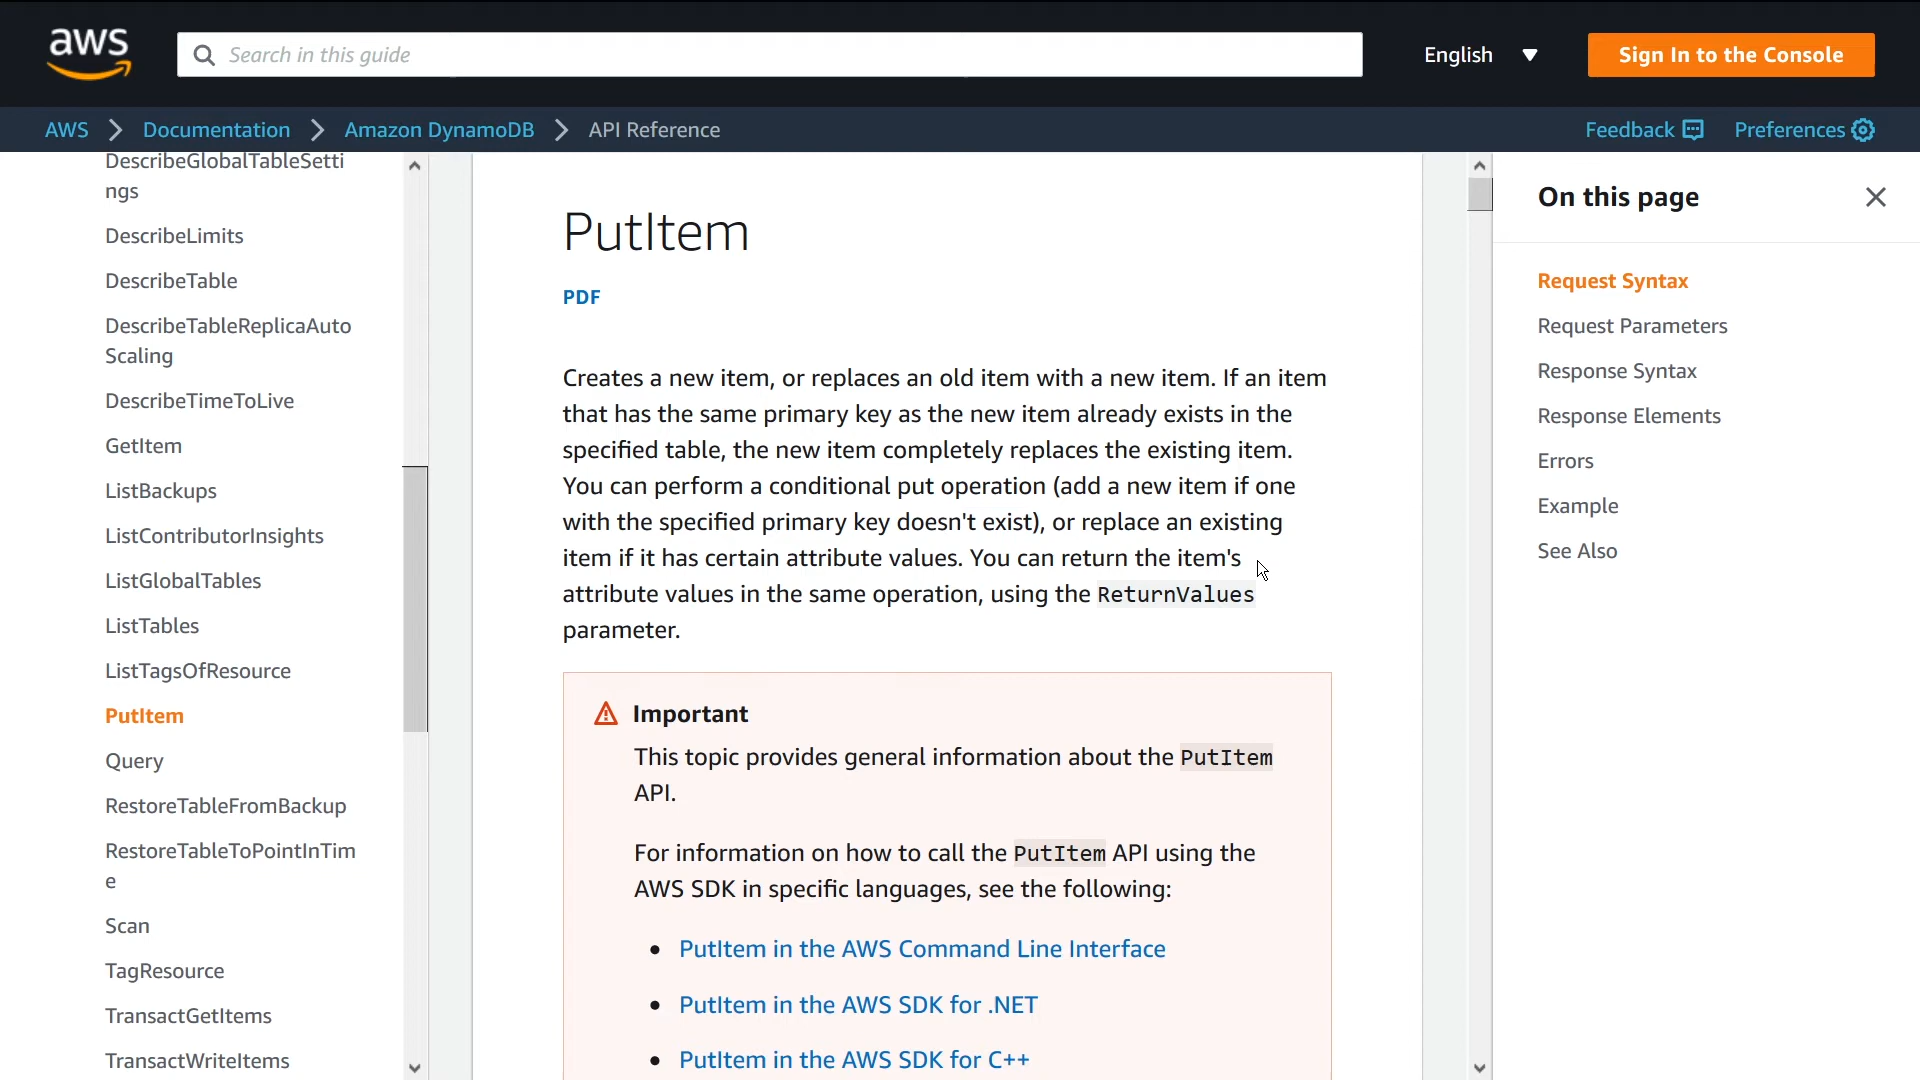 aws
Search in this guide
English
Sign In to the Console
AWS
Documentation
Amazon DynamoDB
API Reference
Feedback
Preferences
DescribeGlobalTableSetti
ngs
DescribeLimits
DescribeTable
DescribeTableReplicaAuto
Scaling
DescribeTimeToLive
GetItem
ListBackups
ListContributorInsights
ListGlobalTables
ListTables
ListTagsOfResource
PutItem
Query
RestoreTableFromBackup
RestoreTableToPointInTim
e
Scan
TagResource
TransactGetItems
TransactWriteItems
PutItem
PDF
Creates a new item, or replaces an old item with a new item. If an item
that has the same primary key as the new item already exists in the
specified table, the new item completely replaces the existing item.
You can perform a conditional put operation (add a new item if one
with the specified primary key doesn't exist), or replace an existing
item if it has certain attribute values. You can return the item's
attribute values in the same operation, using the ReturnValues
parameter.
Important
This topic provides general information about the PutItem
API.
For information on how to call the PutItem API using the
AWS SDK in specific languages, see the following:
• PutItem in the AWS Command Line Interface
• PutItem in the AWS SDK for .NET
• PutItem in the AWS SDK for C++
On this page
Request Syntax
Request Parameters
Response Syntax
Response Elements
Errors
Example
See Also